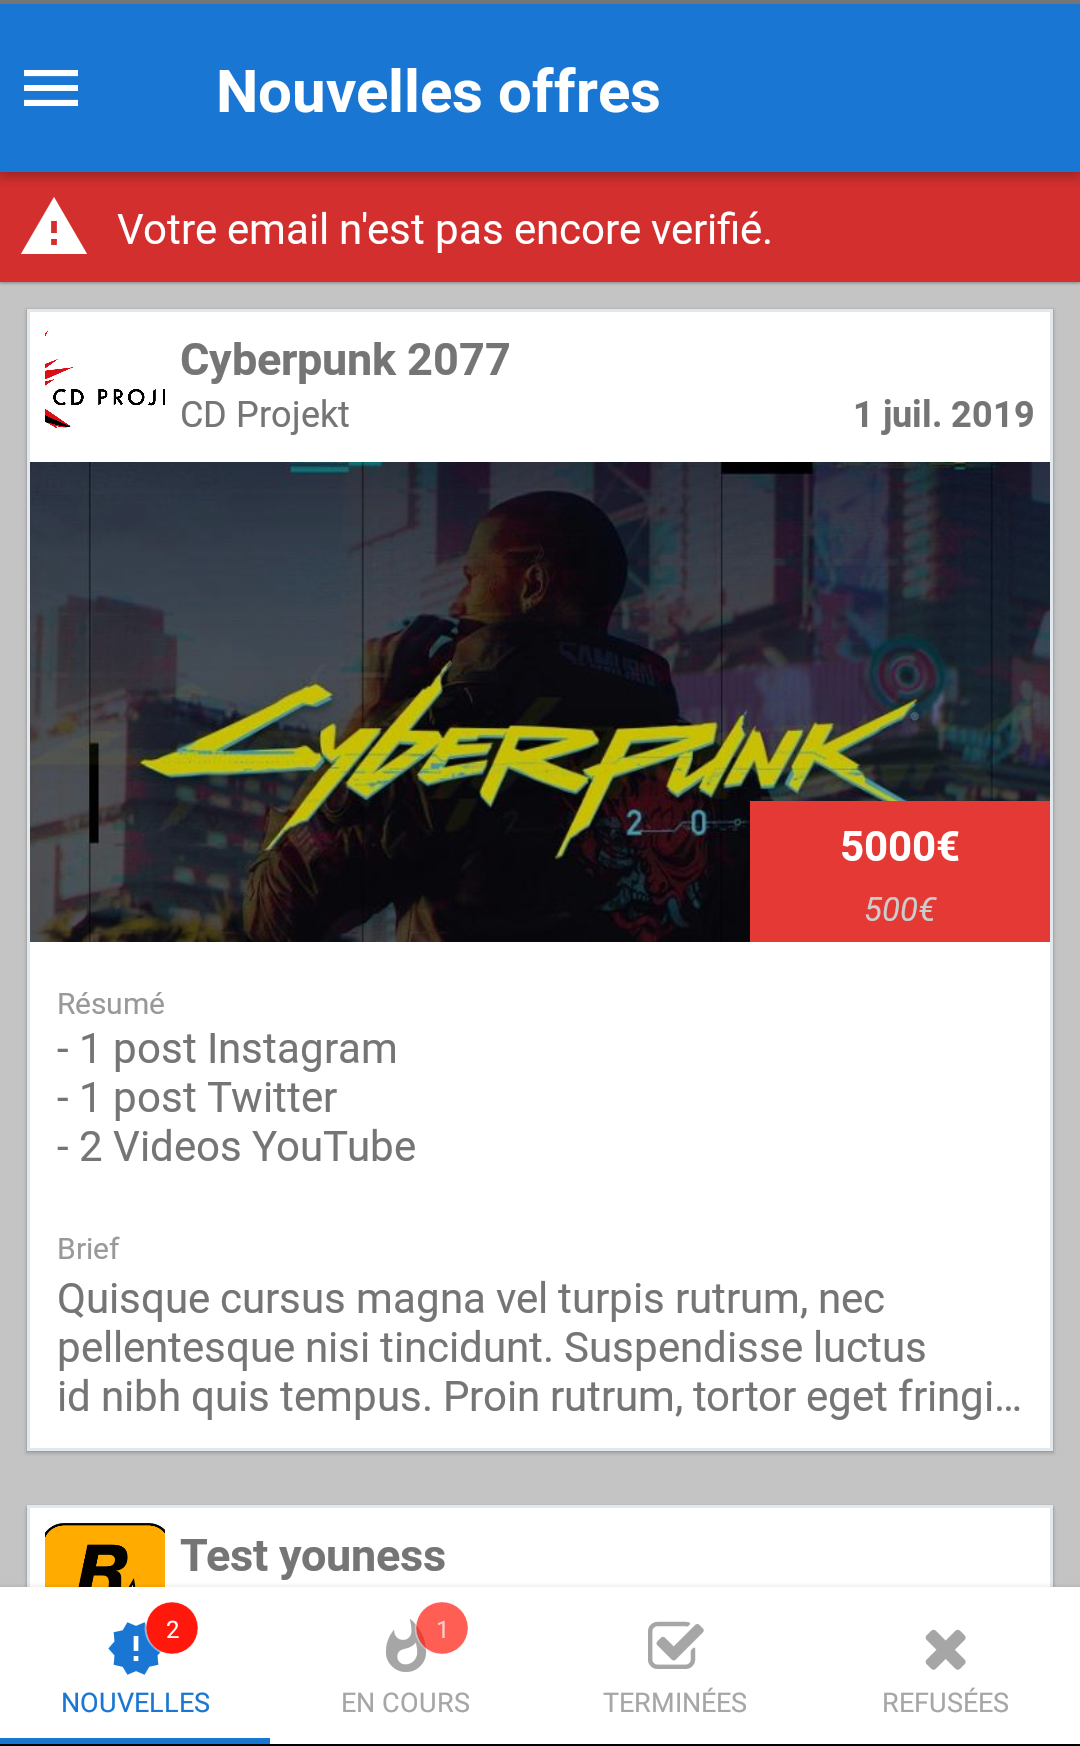 Nouvelles offres
Votre email n'est pas encore verifié.
CD PROJ
Cyberpunk 2077
CD Projekt
1 juil. 2019
SAMURAI
CYBERPUNK
2 0
5000€
500€
Résumé
- 1 post Instagram
- 1 post Twitter
- 2 Videos YouTube
Brief
Quisque cursus magna vel turpis rutrum, nec
pellentesque nisi tincidunt. Suspendisse luctus
id nibh quis tempus. Proin rutrum, tortor eget fringi…
R
Test youness
2
1
NOUVELLES
EN COURS
TERMINÉES
REFUSÉES